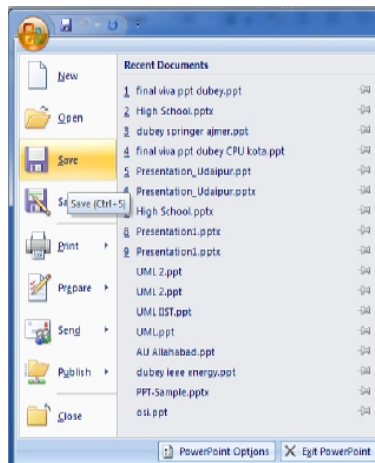 New
Open
Save
Sa
Save (Ctrl+S)
Print
Prepare
Send
Publish
Close
Recent Documents
1 final viva ppt dubey.ppt
2 High School.pptx
3 dubey springer ajmer.ppt
4 final viva ppt dubey CPU kota.ppt
5 Presentation_Udaipur.ppt
6 Presentation_Udaipur.pptx
7 High School.pptx
8 Presentation1.pptx
9 Presentation1.pptx
UML 2.ppt
UML 2.ppt
UML DST.ppt
UML.ppt
AU Allahabad.ppt
dubey ieee energy.ppt
PPT-Sample.pptx
osi.ppt
PowerPoint Options
Exit PowerPoint